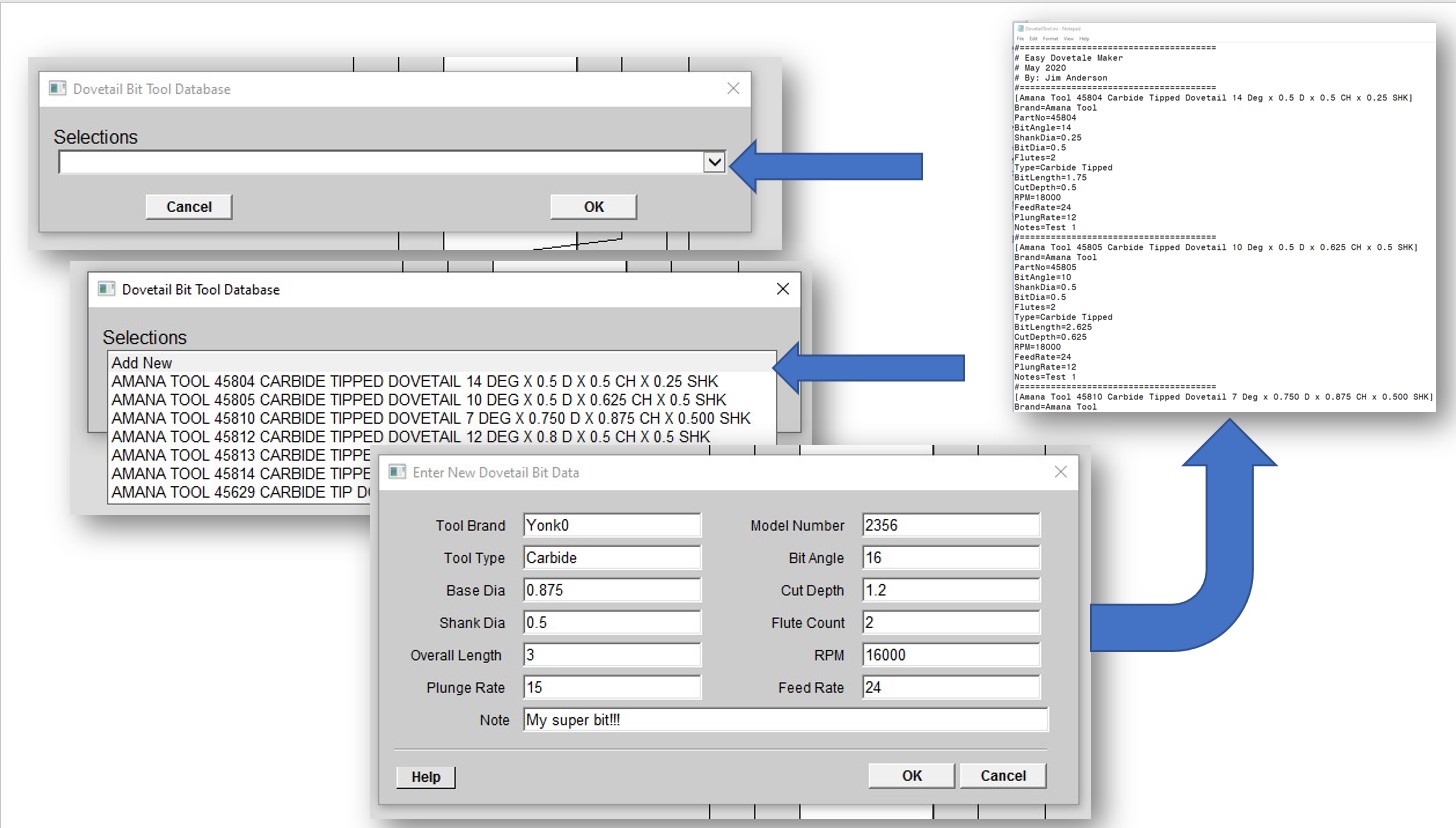 Dovetail Bit Tool Database
Selections
Cancel
OK
Dovetail Bit Tool Database
Selections
Add New
AMANA TOOL 45804 CARBIDE TIPPED DOVETAIL 14 DEG X 0.5 D X 0.5 CH X 0.25 SHK
AMANA TOOL 45805 CARBIDE TIPPED DOVETAIL 10 DEG X 0.5 D X 0.625 CH X 0.5 SHK
AMANA TOOL 45810 CARBIDE TIPPED DOVETAIL 7 DEG X 0.750 D X 0.875 CH X 0.500 SHK
AMANA TOOL 45812 CARBIDE TIPPED DOVETAIL 12 DEG X 0.8 D X 0.5 CH X 0.5 SHK
AMANA TOOL 45813 CARBIDE TIPPE
AMANA TOOL 45814 CARBIDE TIPPE
AMANA TOOL 45629 CARBIDE TIP D
Enter New Dovetail Bit Data
Tool Brand Yonk0 Model Number 2356
Tool Type Carbide Bit Angle 16
Base Dia 0.875 Cut Depth 1.2
Shank Dia 0.5 Flute Count 2
Overall Length 3 RPM 16000
Plunge Rate 15 Feed Rate 24
Note My super bit!!!
Help OK Cancel
DovetailTool.ini - Notepad
File Edit Format View Help
#======================================
# Easy Dovetale Maker
# May 2020
# By: Jim Anderson
#======================================
[Amana Tool 45804 Carbide Tipped Dovetail 14 Deg x 0.5 D x 0.5 CH x 0.25 SHK]
Brand=Amana Tool
PartNo=45804
BitAngle=14
ShankDia=0.25
BitDia=0.5
Flutes=2
Type=Carbide Tipped
BitLength=1.75
CutDepth=0.5
RPM=18000
FeedRate=24
PlungRate=12
Notes=Test 1
#======================================
[Amana Tool 45805 Carbide Tipped Dovetail 10 Deg x 0.5 D x 0.625 CH x 0.5 SHK]
Brand=Amana Tool
PartNo=45805
BitAngle=10
ShankDia=0.5
BitDia=0.5
Flutes=2
Type=Carbide Tipped
BitLength=2.625
CutDepth=0.625
RPM=18000
FeedRate=24
PlungRate=12
Notes=Test 1
#======================================
[Amana Tool 45810 Carbide Tipped Dovetail 7 Deg x 0.750 D x 0.875 CH x 0.500 SHK]
Brand=Amana Tool